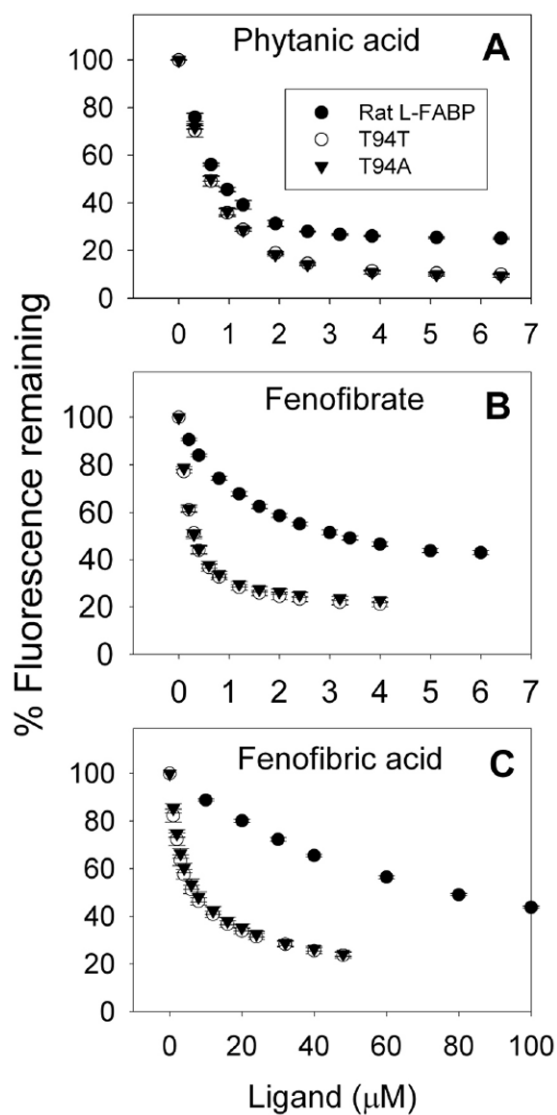 Phytanic acid A
Rat L-FABP
T94T
T94A
100
80
60
40
20
0
0 1 2 3 4 5 6 7
Fenofibrate B
100
80
60
40
20
0
0 1 2 3 4 5 6 7
Fenofibric acid C
100
80
60
40
20
0
0 20 40 60 80 100
% Fluorescence remaining
Ligand (μM)